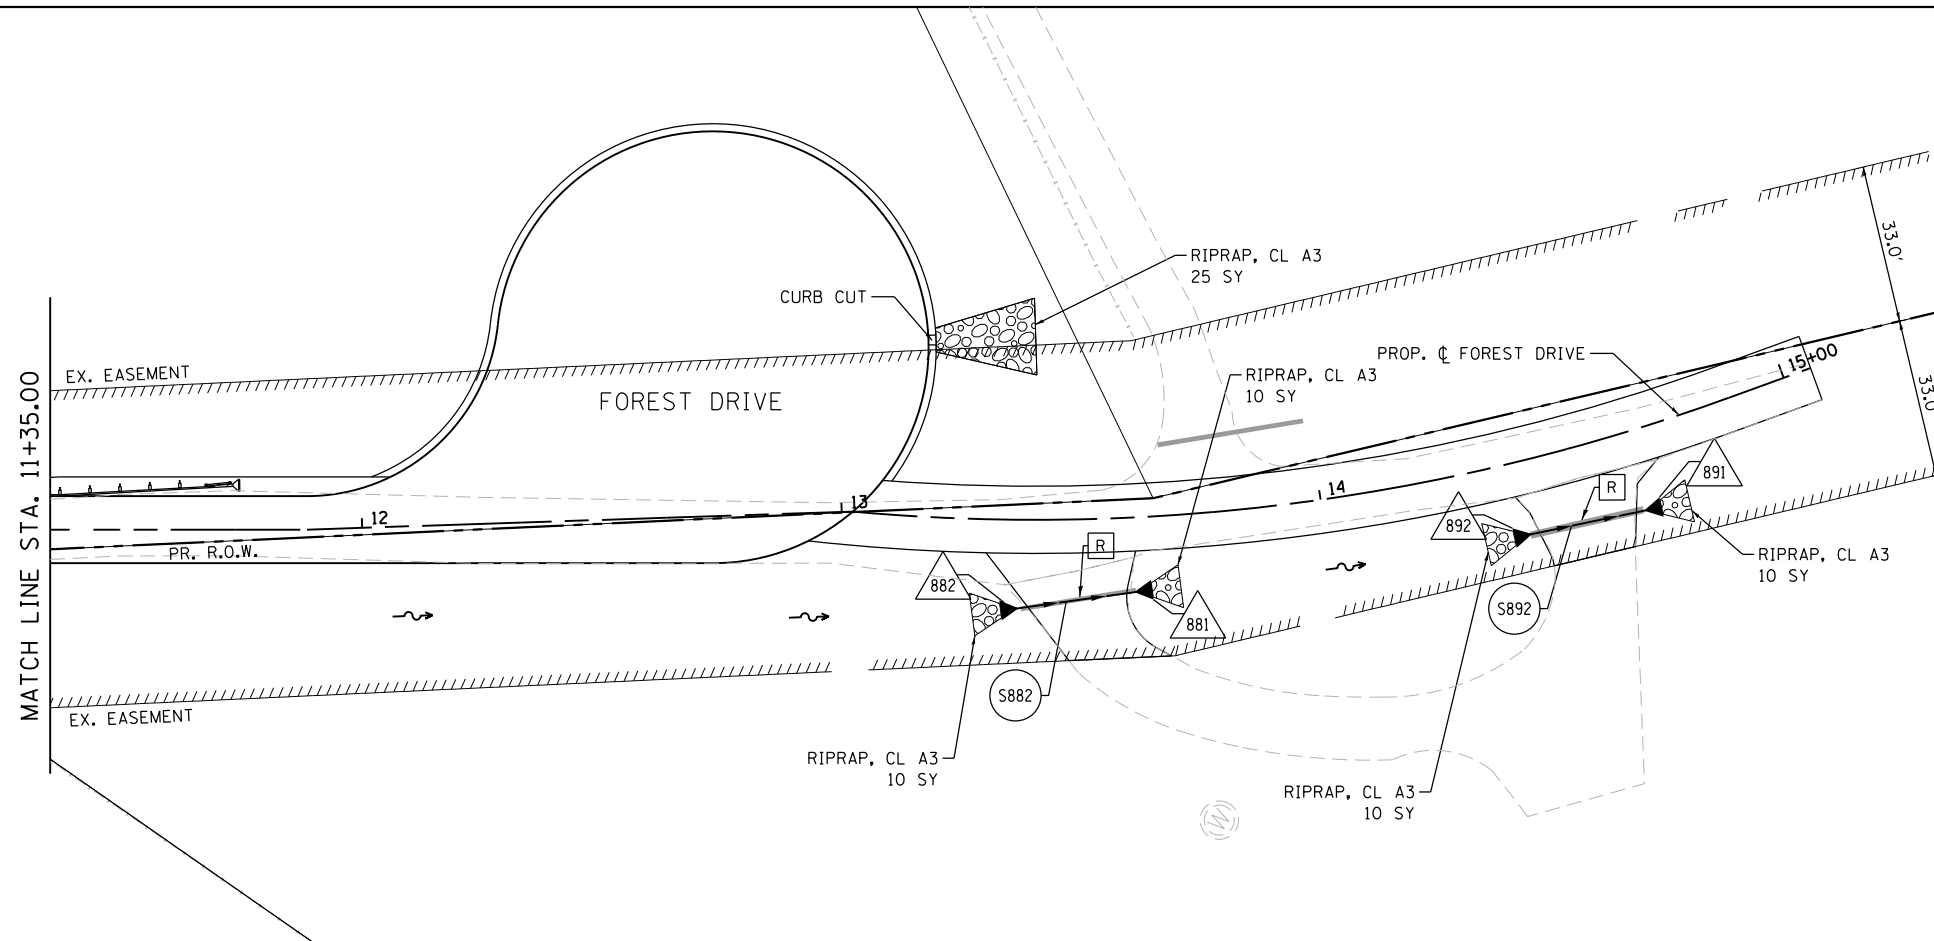 RIPRAP, CL A3
25 SY
33.0'
CURB CUT
PROP. ℄ FOREST DRIVE
15+00
EX. EASEMENT
FOREST DRIVE
RIPRAP, CL A3
10 SY
33.0
MATCH LINE STA. 11+35.00
12
13
14
PR. R.O.W.
R
R
891
892
RIPRAP, CL A3
10 SY
882
881
S892
S882
EX. EASEMENT
RIPRAP, CL A3
10 SY
RIPRAP, CL A3
10 SY
W